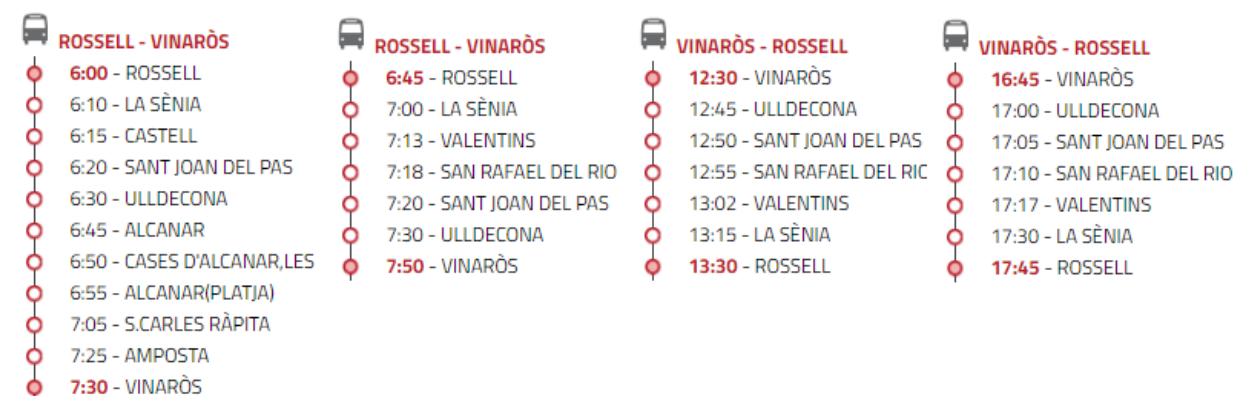 ROSSELL - VINARÒS
6:00 - ROSSELL
6:10 - LA SÈNIA
6:15 - CASTELL
6:20 - SANT JOAN DEL PAS
6:30 - ULLDECONA
6:45 - ALCANAR
6:50 - CASES D'ALCANAR,LES
6:55 - ALCANAR(PLATJA)
7:05 - S.CARLES RÀPITA
7:25 - AMPOSTA
7:30 - VINARÒS
ROSSELL - VINARÒS
6:45 - ROSSELL
7:00 - LA SÈNIA
7:13 - VALENTINS
7:18 - SAN RAFAEL DEL RIO
7:20 - SANT JOAN DEL PAS
7:30 - ULLDECONA
7:50 - VINARÒS
VINARÒS - ROSSELL
12:30 - VINARÒS
12:45 - ULLDECONA
12:50 - SANT JOAN DEL PAS
12:55 - SAN RAFAEL DEL RIO
13:02 - VALENTINS
13:15 - LA SÈNIA
13:30 - ROSSELL
VINARÒS - ROSSELL
16:45 - VINARÒS
17:00 - ULLDECONA
17:05 - SANT JOAN DEL PAS
17:10 - SAN RAFAEL DEL RIO
17:17 - VALENTINS
17:30 - LA SÈNIA
17:45 - ROSSELL